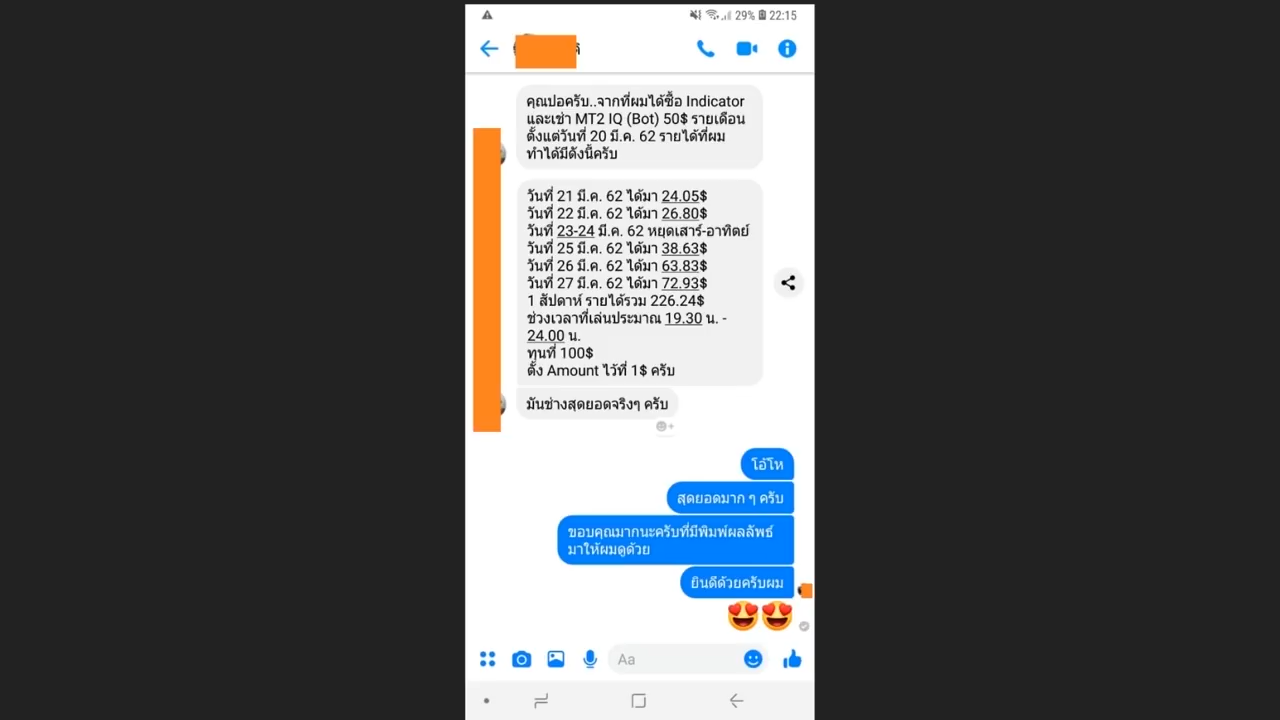 29% 22:15
คุณปอครับ..จากที่ผมได้ซื้อ Indicator
และเช่า MT2 IQ (Bot) 50$ รายเดือน
ตั้งแต่วันที่ 20 มี.ค. 62 รายได้ที่ผม
ทำได้มีดังนี้ครับ
วันที่ 21 มี.ค. 62 ได้มา 24.05$
วันที่ 22 มี.ค. 62 ได้มา 26.80$
วันที่ 23-24 มี.ค. 62 หยุดเสาร์-อาทิตย์
วันที่ 25 มี.ค. 62 ได้มา 38.63$
วันที่ 26 มี.ค. 62 ได้มา 63.83$
วันที่ 27 มี.ค. 62 ได้มา 72.93$
1 สัปดาห์ รายได้รวม 226.24$
ช่วงเวลาที่เล่นประมาณ 19.30 น. -
24.00 น.
ทุนที่ 100$
ตั้ง Amount ไว้ที่ 1$ ครับ
มันช่างสุดยอดจริงๆ ครับ
โอ้โห
สุดยอดมาก ๆ ครับ
ขอบคุณมากนะครับที่มีพิมพ์ผลลัพธ์
มาให้ผมดูด้วย
ยินดีด้วยครับผม
Aa